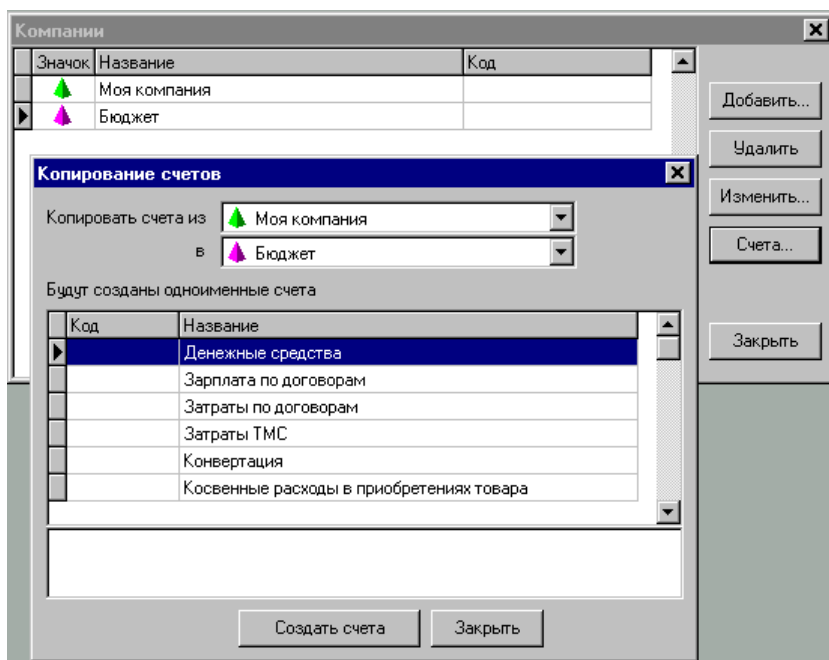 Компании
Значок Название Код
Моя компания
Бюджет
Добавить...
Удалить
Изменить...
Счета...
Закрыть
Копирование счетов
Копировать счета из Моя компания
в Бюджет
Будут созданы одноименные счета
Код Название
Денежные средства
Зарплата по договорам
Затраты по договорам
Затраты ТМС
Конвертация
Косвенные расходы в приобретениях товара
Создать счета Закрыть